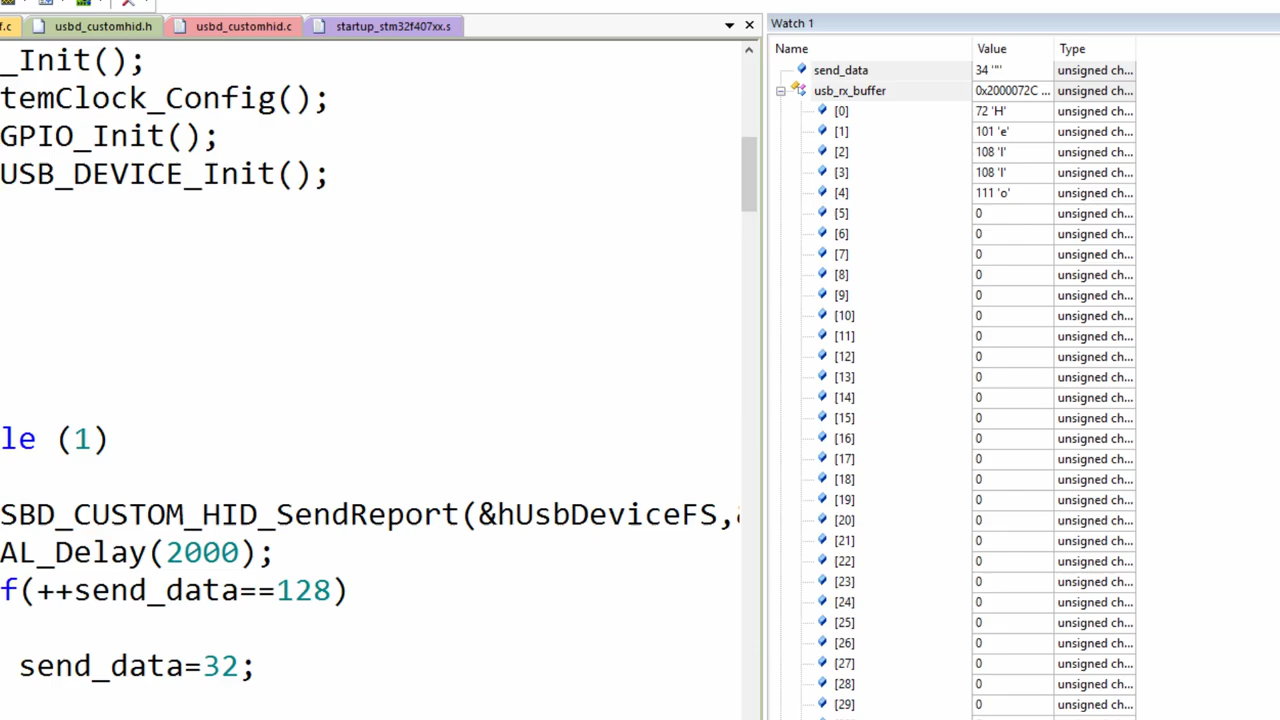 f.c usbd_customhid.h usbd_customhid.c startup_stm32f407xx.s
_Init();
temClock_Config();
GPIO_Init();
USB_DEVICE_Init();
le (1)
SBD_CUSTOM_HID_SendReport(&hUsbDeviceFS,&
AL_Delay(2000);
f(++send_data==128)
send_data=32;
Watch 1
Name Value Type
send_data 34 '"' unsigned ch...
usb_rx_buffer 0x2000072C ... unsigned ch...
[0] 72 'H' unsigned ch...
[1] 101 'e' unsigned ch...
[2] 108 'l' unsigned ch...
[3] 108 'l' unsigned ch...
[4] 111 'o' unsigned ch...
[5] 0 unsigned ch...
[6] 0 unsigned ch...
[7] 0 unsigned ch...
[8] 0 unsigned ch...
[9] 0 unsigned ch...
[10] 0 unsigned ch...
[11] 0 unsigned ch...
[12] 0 unsigned ch...
[13] 0 unsigned ch...
[14] 0 unsigned ch...
[15] 0 unsigned ch...
[16] 0 unsigned ch...
[17] 0 unsigned ch...
[18] 0 unsigned ch...
[19] 0 unsigned ch...
[20] 0 unsigned ch...
[21] 0 unsigned ch...
[22] 0 unsigned ch...
[23] 0 unsigned ch...
[24] 0 unsigned ch...
[25] 0 unsigned ch...
[26] 0 unsigned ch...
[27] 0 unsigned ch...
[28] 0 unsigned ch...
[29] 0 unsigned ch...